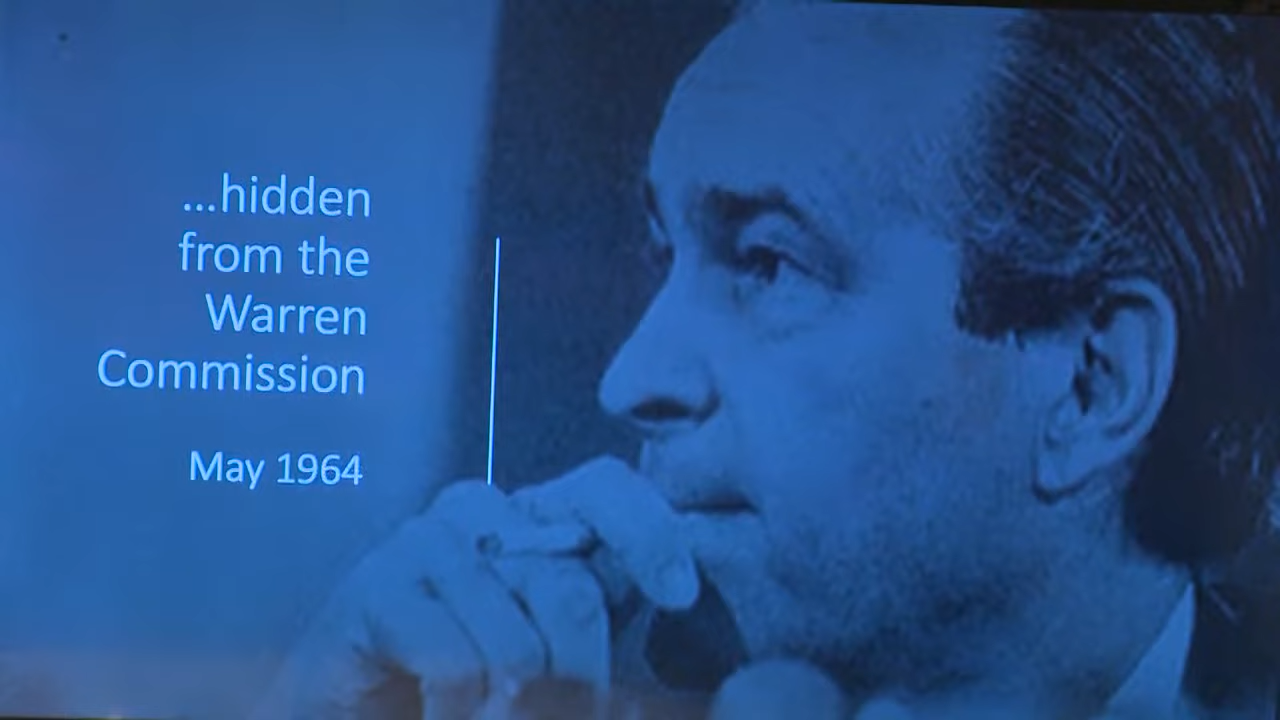 ...hidden
from the
Warren
Commission
May 1964